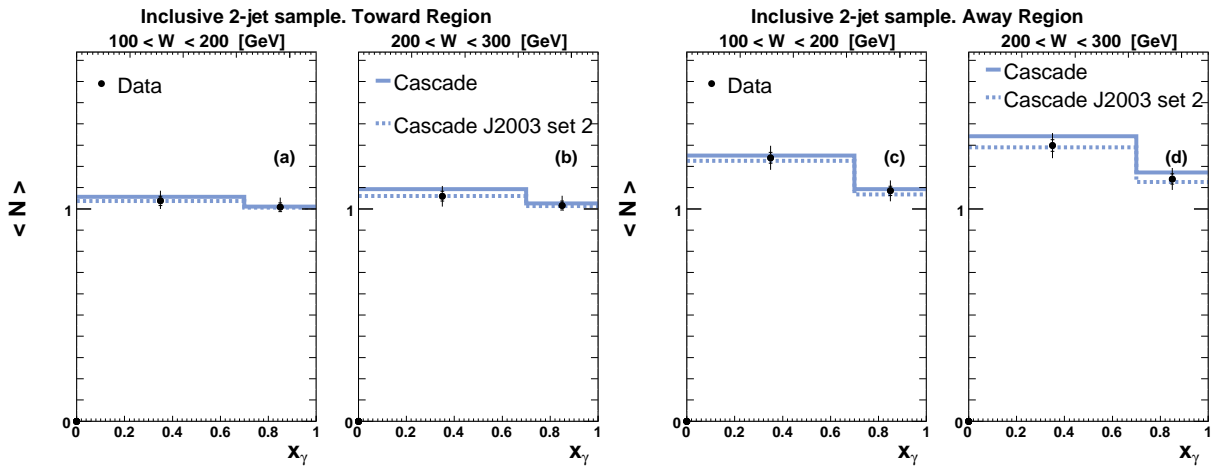 Inclusive 2-jet sample. Toward Region
100 < W < 200 [GeV]
200 < W < 300 [GeV]
Data
Cascade
Cascade J2003 set 2
(a)
(b)
< N >
1
0
0 0.2 0.4 0.6 0.8 1
0 0.2 0.4 0.6 0.8 1
xγ
xγ
Inclusive 2-jet sample. Away Region
100 < W < 200 [GeV]
200 < W < 300 [GeV]
Data
Cascade
Cascade J2003 set 2
(c)
(d)
< N >
1
0
0 0.2 0.4 0.6 0.8 1
0 0.2 0.4 0.6 0.8 1
xγ
xγ